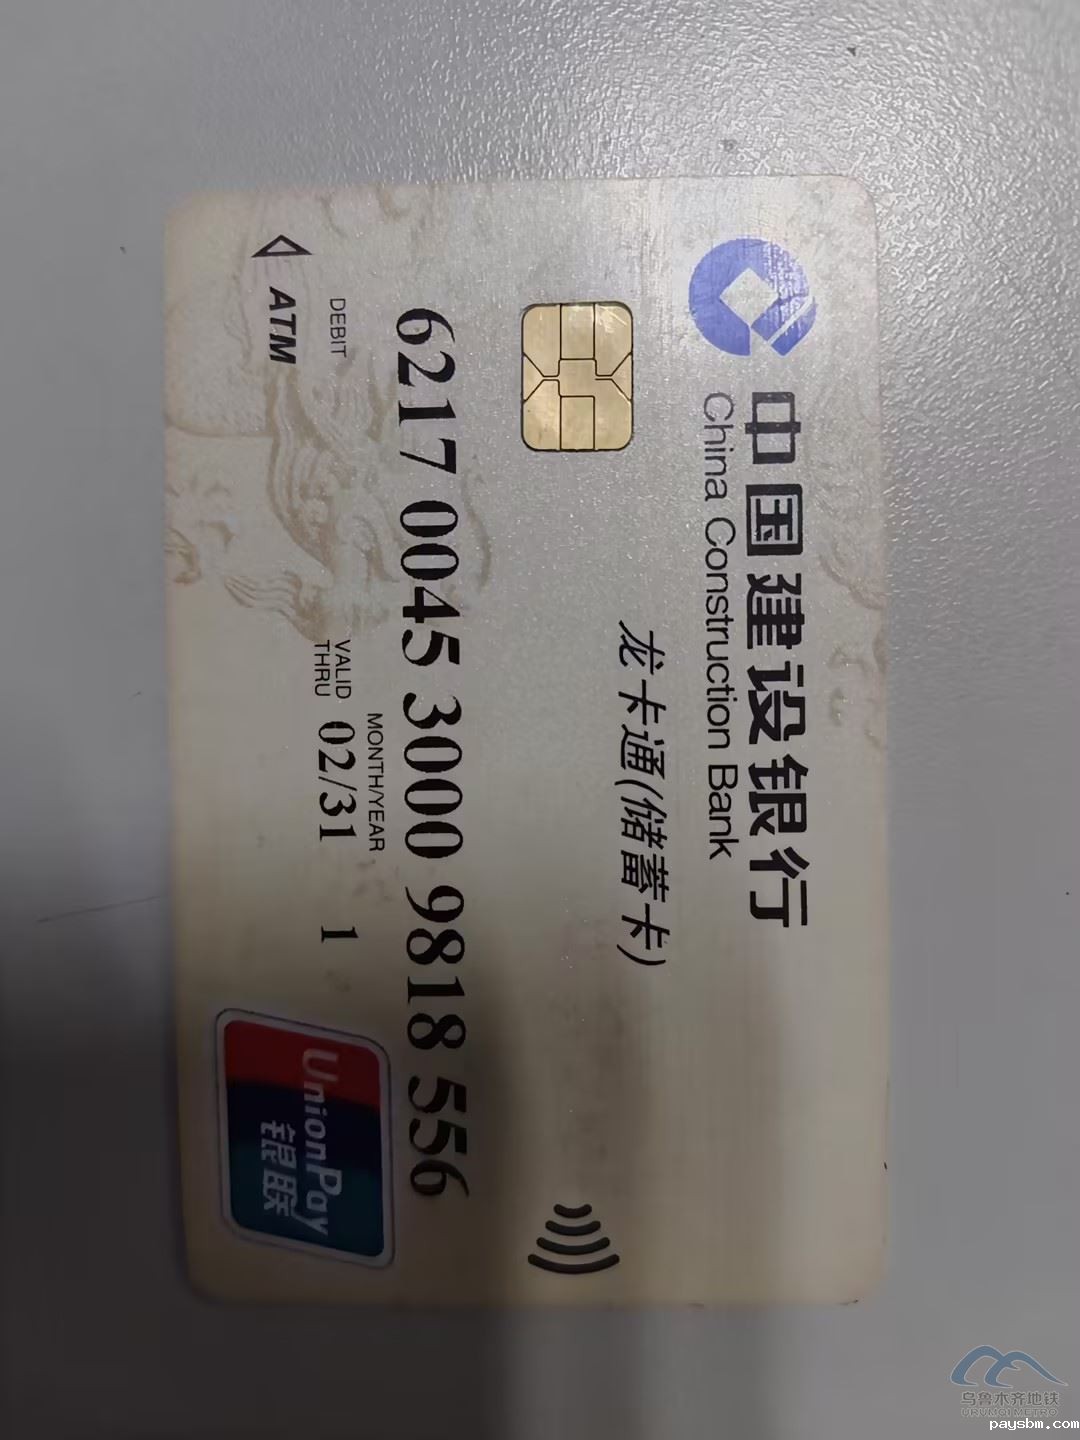 中国建设银行
China Construction Bank
龙卡通(储蓄卡)
6217 0045 3000 9818 556
DEBIT
MONTH/YEAR
VALID THRU 02/31 1
ATM
UnionPay
银联
乌鲁木齐地铁
URUMQI METRO
paysbm.com